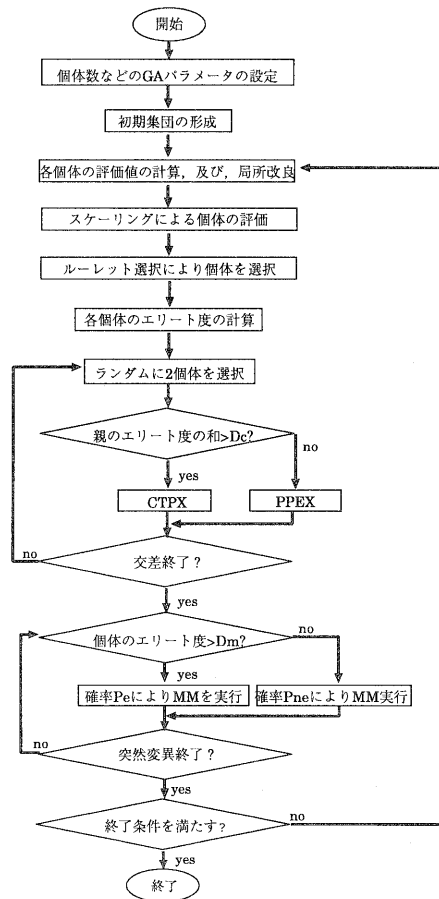 開始
個体数などのGAパラメータの設定
初期集団の形成
各個体の評価値の計算，及び，局所改良
スケーリングによる個体の評価
ルーレット選択により個体を選択
各個体のエリート度の計算
ランダムに2個体を選択
親のエリート度の和>Dc?
no
yes
CTPX
PPEX
no
交差終了？
yes
no
個体のエリート度>Dm?
yes
確率PeによりMMを実行
確率PneによりMM実行
no
突然変異終了？
yes
終了条件を満たす?
no
yes
終了